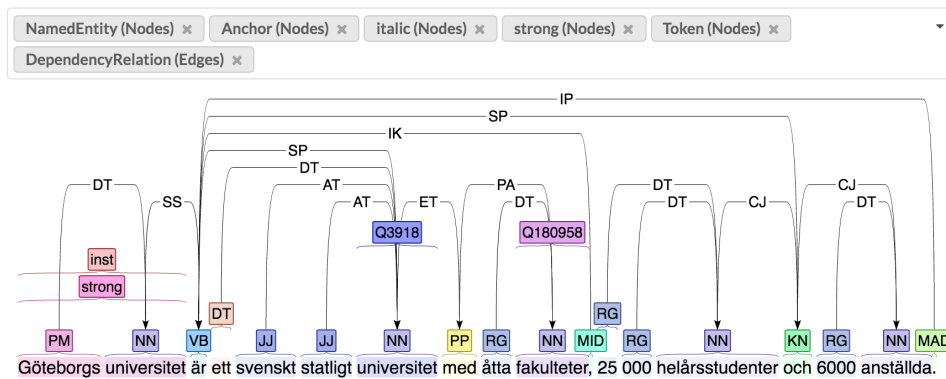 NamedEntity (Nodes) × Anchor (Nodes) × italic (Nodes) × strong (Nodes) × Token (Nodes) ×
DependencyRelation (Edges) ×
IP
SP
IK
SP
DT
DT AT PA DT CJ
SS AT ET DT DT CJ DT
Q3918 Q180958
inst
strong
DT RG
PM NN VB JJ JJ NN PP RG NN MID RG NN KN RG NN MAD
Göteborgs universitet är ett svenskt statligt universitet med åtta fakulteter, 25 000 helårsstudenter och 6000 anställda.